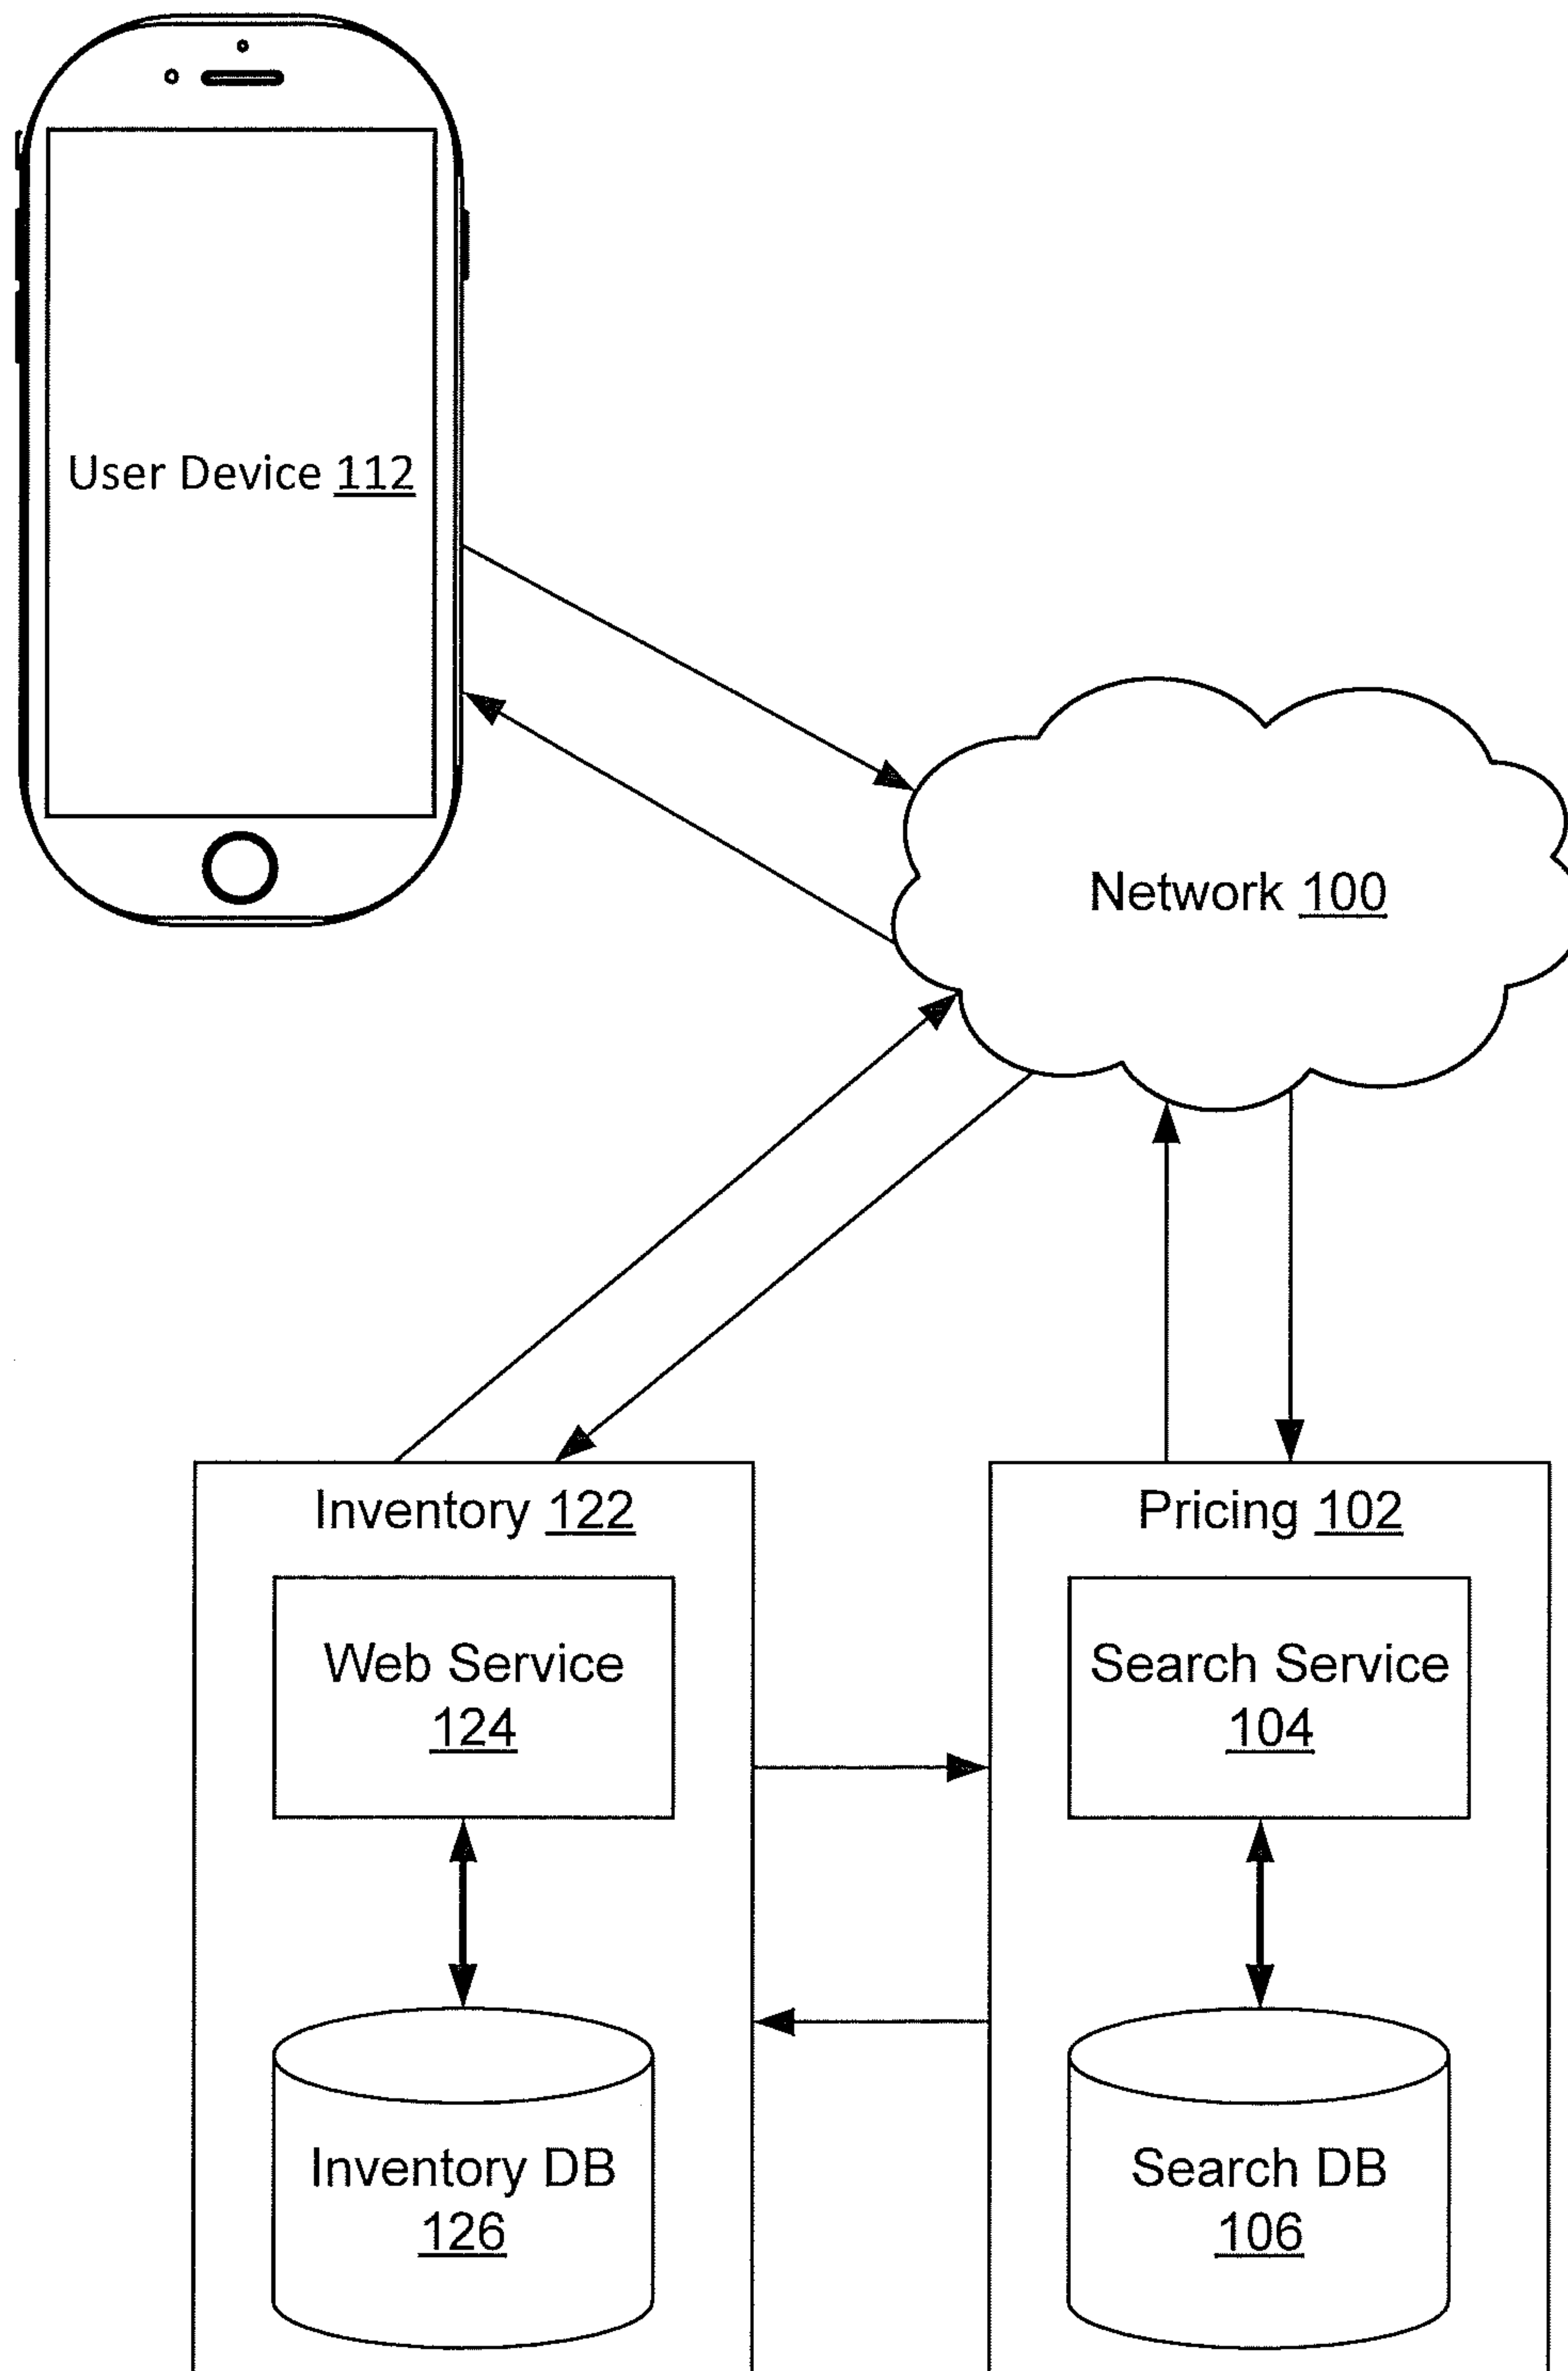 User Device 112
Network 100
Inventory 122
Pricing 102
Web Service
124
Search Service
104
Inventory DB
126
Search DB
106